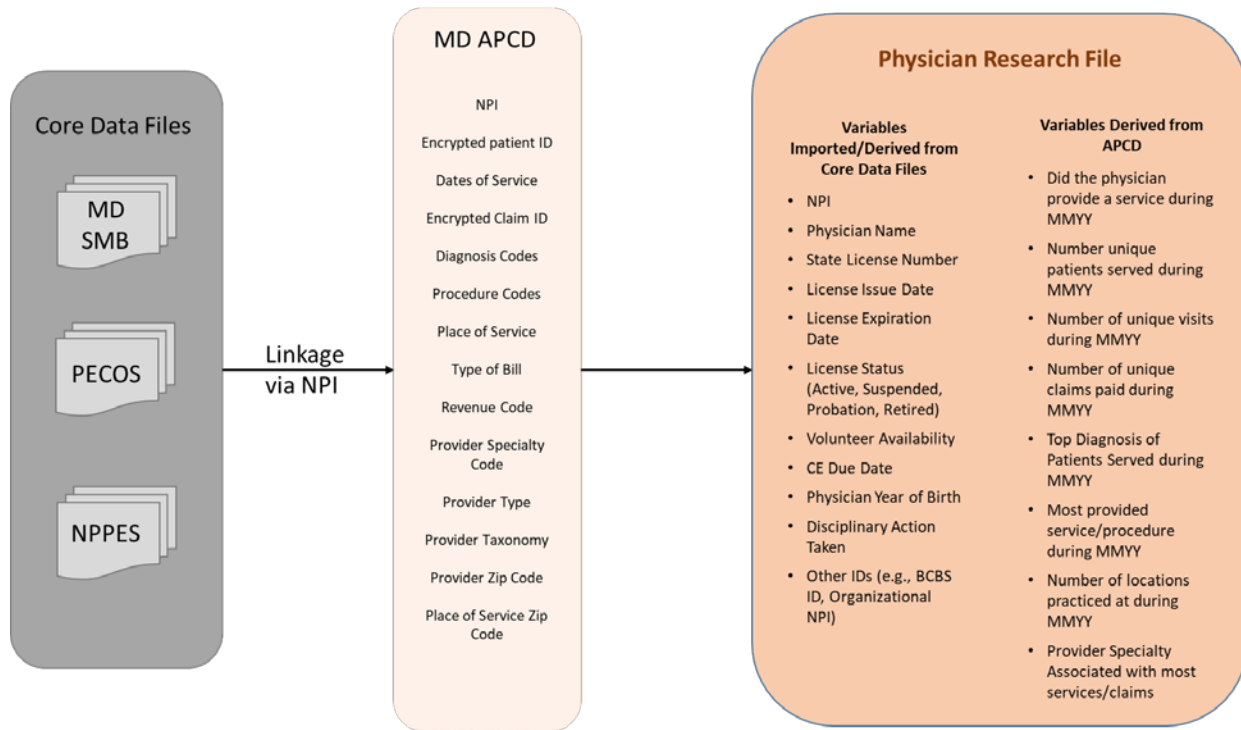 Core Data Files
MD
SMB
PECOS
NPPES
Linkage
via NPI
MD APCD
NPI
Encrypted patient ID
Dates of Service
Encrypted Claim ID
Diagnosis Codes
Procedure Codes
Place of Service
Type of Bill
Revenue Code
Provider Specialty
Code
Provider Type
Provider Taxonomy
Provider Zip Code
Place of Service Zip
Code
Physician Research File
Variables
Imported/Derived from
Core Data Files
• NPI
• Physician Name
• State License Number
• License Issue Date
• License Expiration
Date
• License Status
(Active, Suspended,
Probation, Retired)
• Volunteer Availability
• CE Due Date
• Physician Year of Birth
• Disciplinary Action
Taken
• Other IDs (e.g., BCBS
ID, Organizational
NPI)
Variables Derived from
APCD
• Did the physician
provide a service during
MMYY
• Number unique
patients served during
MMYY
• Number of unique visits
during MMYY
• Number of unique
claims paid during
MMYY
• Top Diagnosis of
Patients Served during
MMYY
• Most provided
service/procedure
during MMYY
• Number of locations
practiced at during
MMYY
• Provider Specialty
Associated with most
services/claims